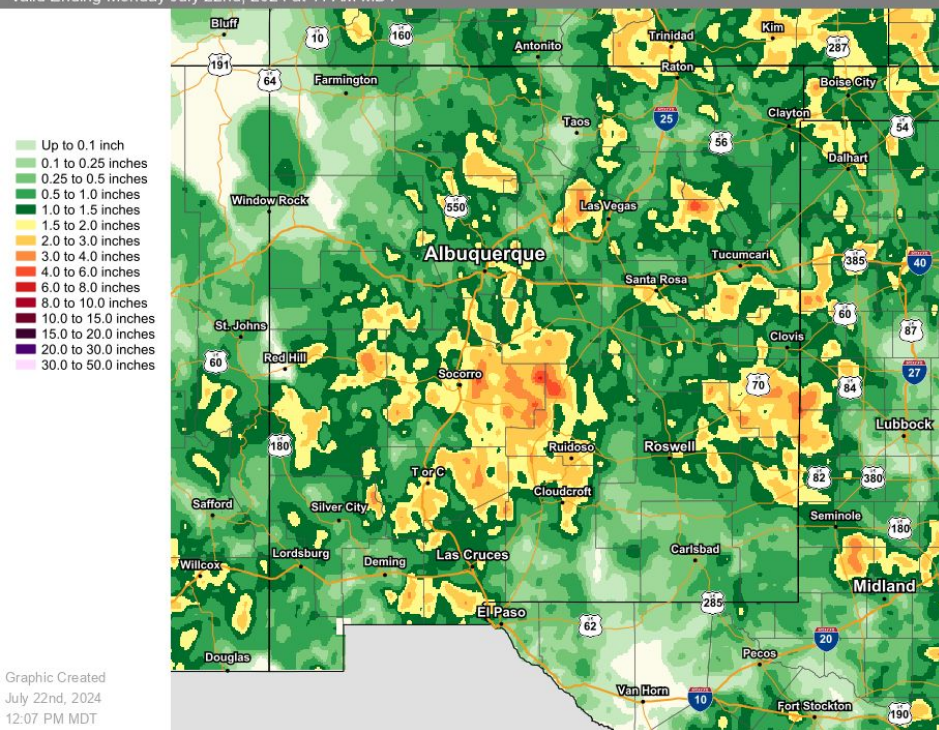 Valid Ending Monday July 22nd, 2024 at
Up to 0.1 inch
0.1 to 0.25 inches
0.25 to 0.5 inches
0.5 to 1.0 inches
1.0 to 1.5 inches
1.5 to 2.0 inches
2.0 to 3.0 inches
3.0 to 4.0 inches
4.0 to 6.0 inches
6.0 to 8.0 inches
8.0 to 10.0 inches
10.0 to 15.0 inches
15.0 to 20.0 inches
20.0 to 30.0 inches
30.0 to 50.0 inches
Graphic Created
July 22nd, 2024
12:07 PM MDT
Bluff
10
160
Antonito
Trinidad
Kim
287
191
64
Farmington
Raton
Boise City
Taos
25
56
Clayton
54
Dalhart
Window Rock
550
Las Vegas
Albuquerque
Tucumcari
385
40
Santa Rosa
60
St. Johns
Clovis
87
60
Red Hill
Socorro
70
84
27
180
Ruidoso
Roswell
Lubbock
T or C
82
380
Cloudcroft
Safford
Silver City
Seminole
180
Willcox
Lordsburg
Deming
Las Cruces
Carlsbad
Midland
El Paso
285
62
20
Douglas
Pecos
Van Horn
10
Fort Stockton
190